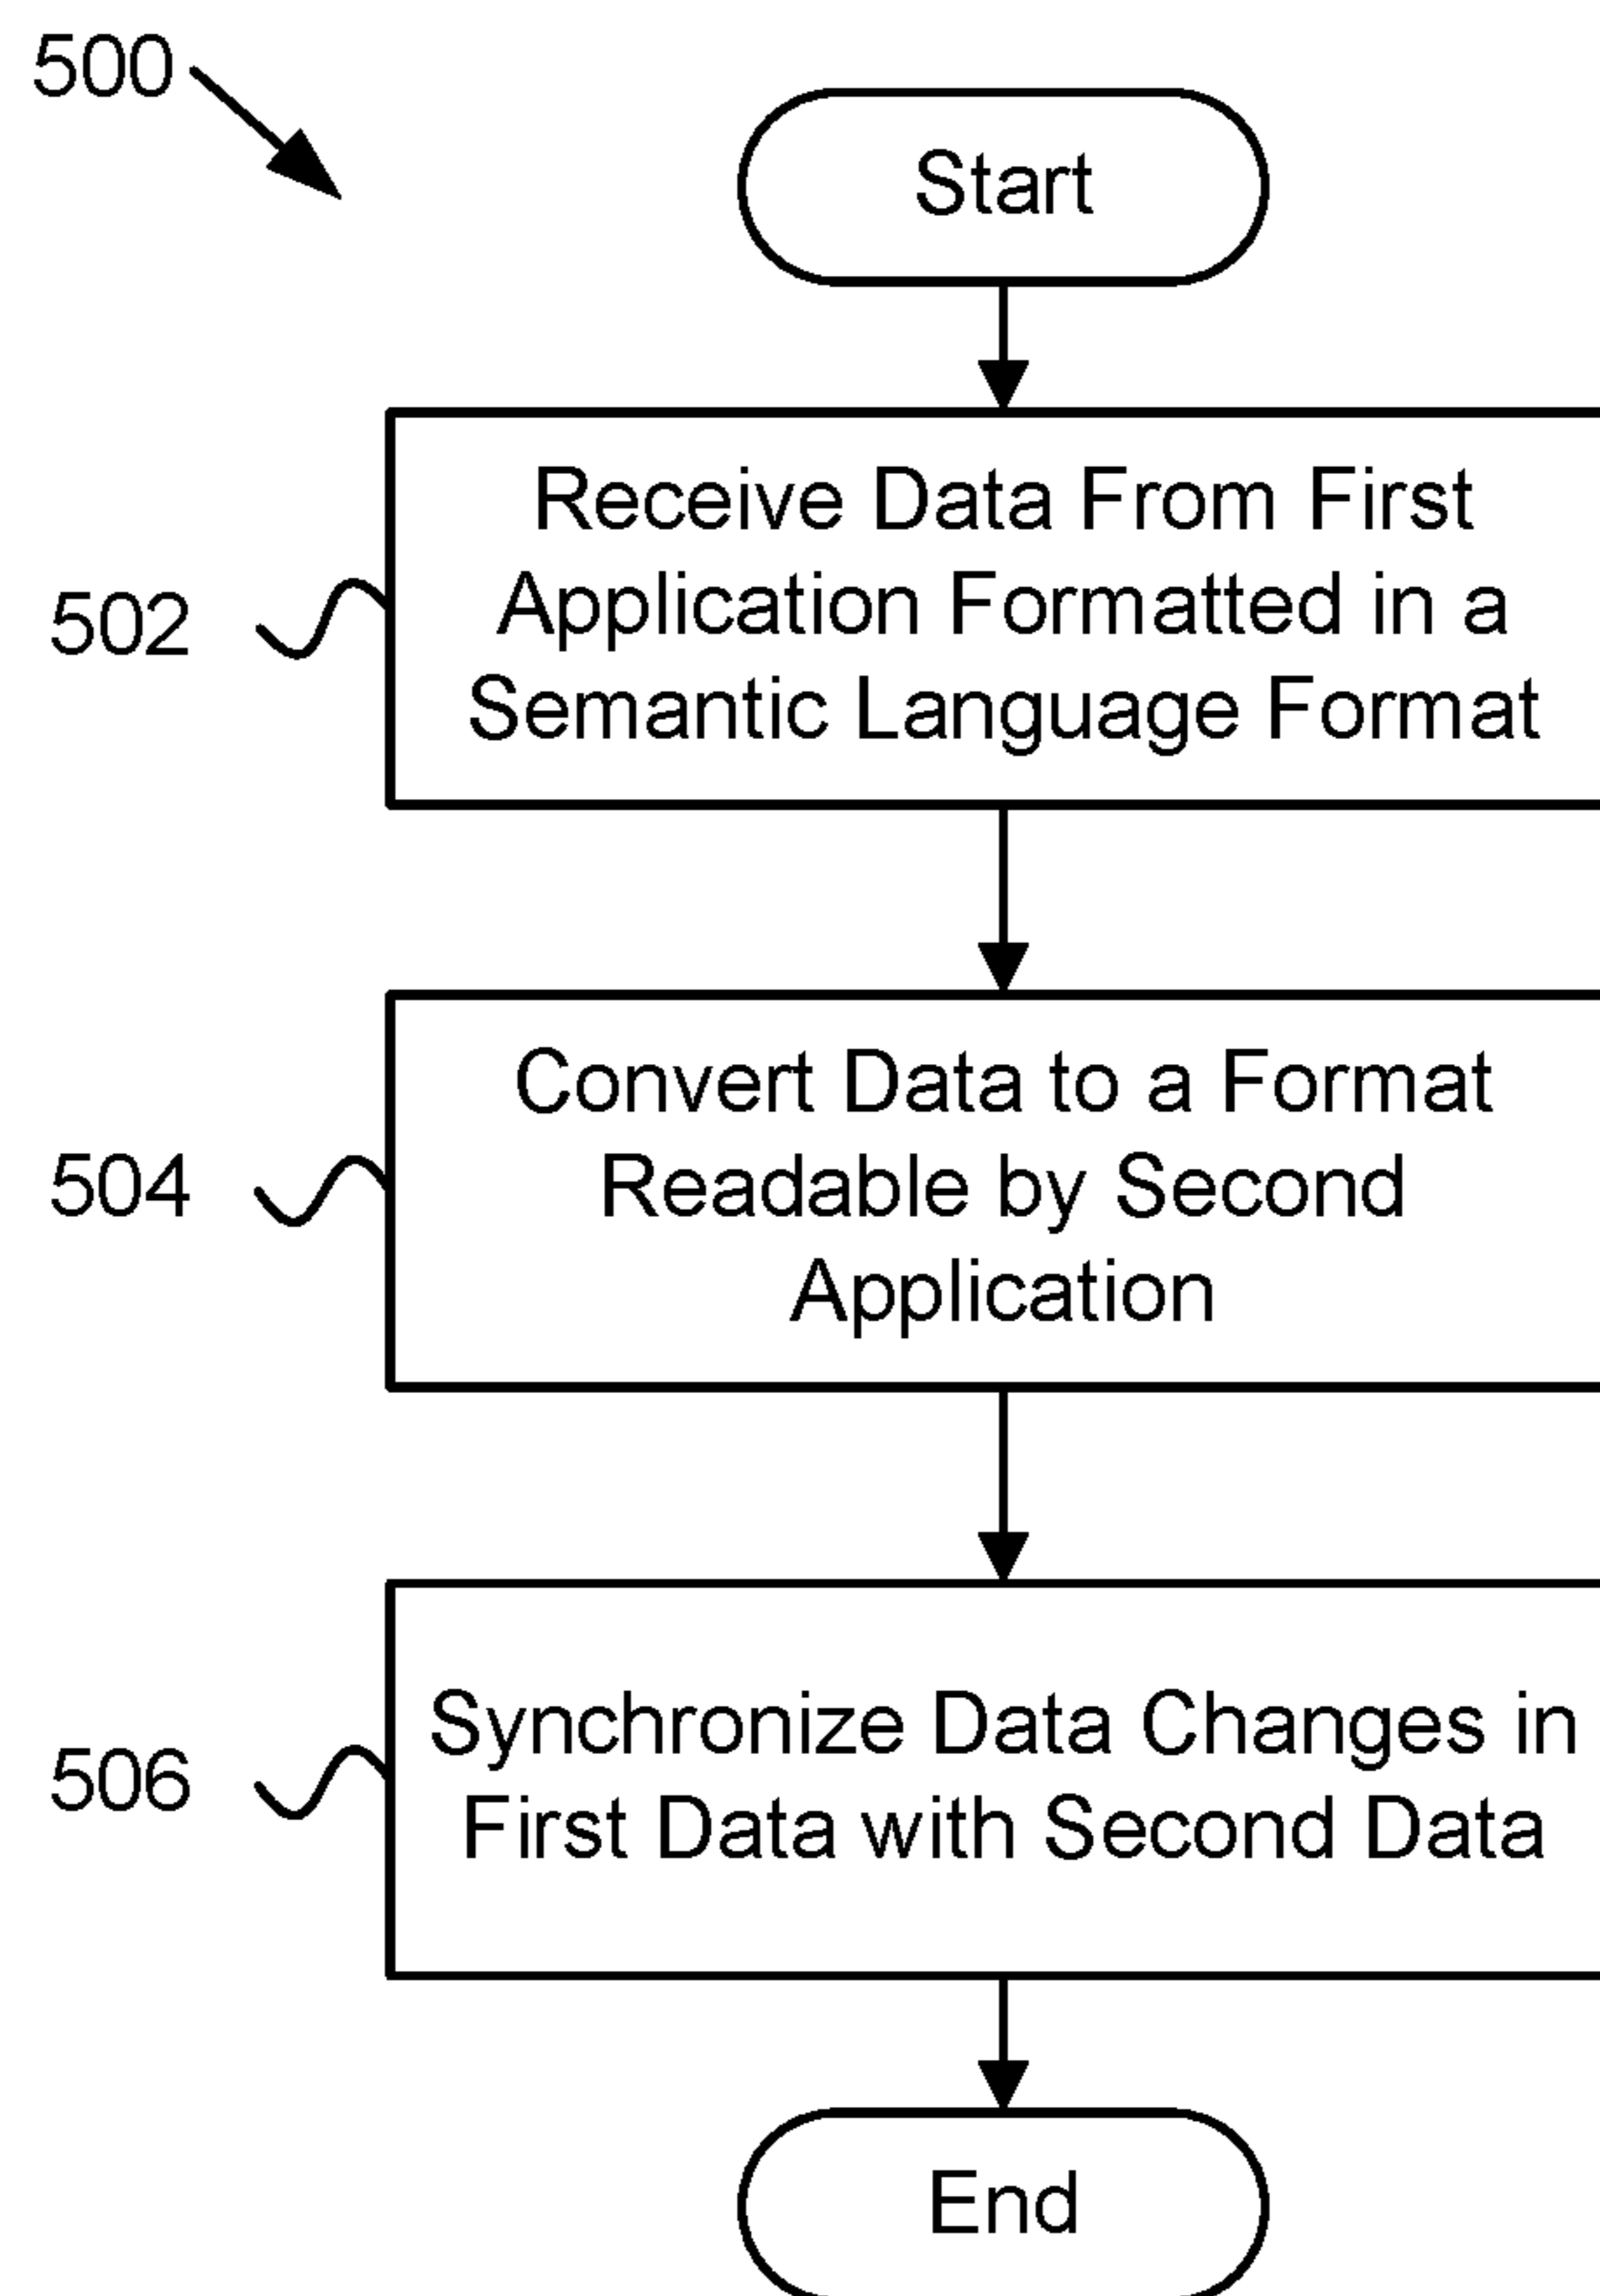 500
Start
502
Receive Data From First
Application Formatted in a
Semantic Language Format
504
Convert Data to a Format
Readable by Second
Application
506
Synchronize Data Changes in
First Data with Second Data
End